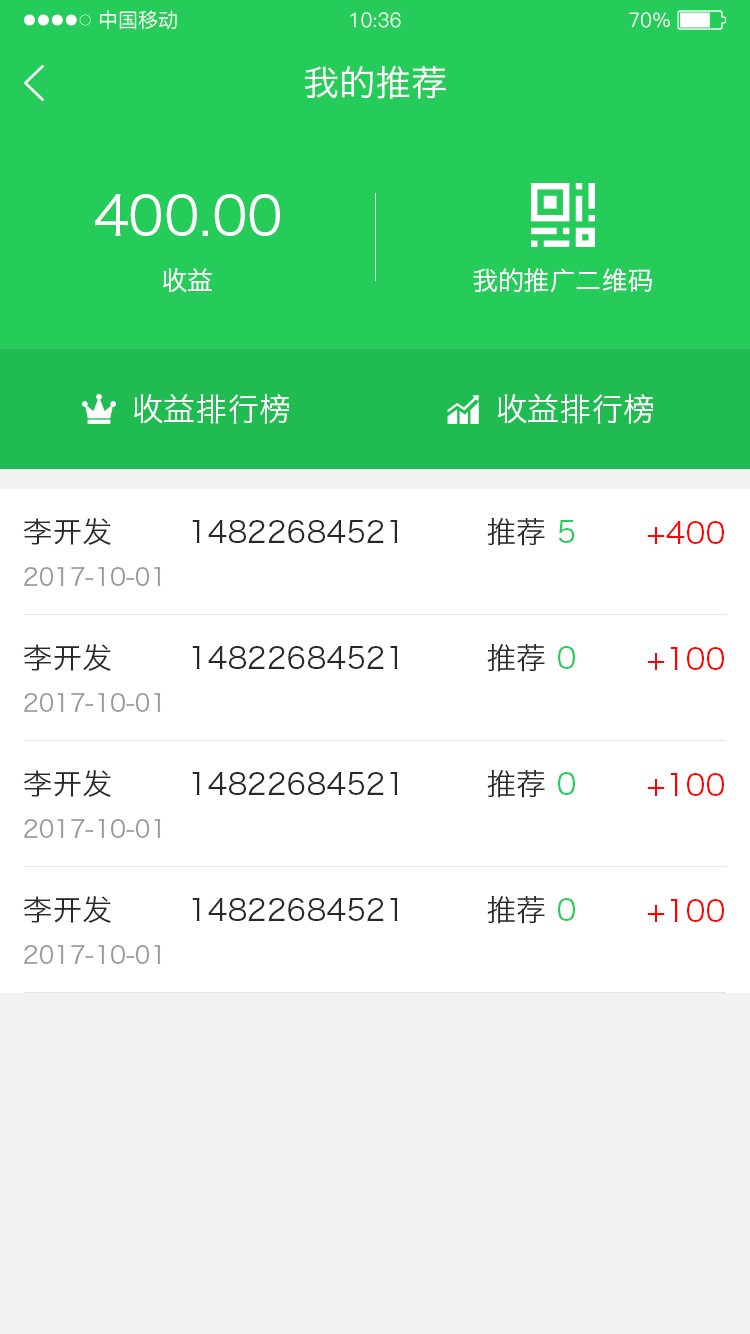 中国移动 10:36 70%
我的推荐
400.00
收益
我的推广二维码
收益排行榜 收益排行榜
李开发 14822684521 推荐 5 +400
2017-10-01
李开发 14822684521 推荐 0 +100
2017-10-01
李开发 14822684521 推荐 0 +100
2017-10-01
李开发 14822684521 推荐 0 +100
2017-10-01